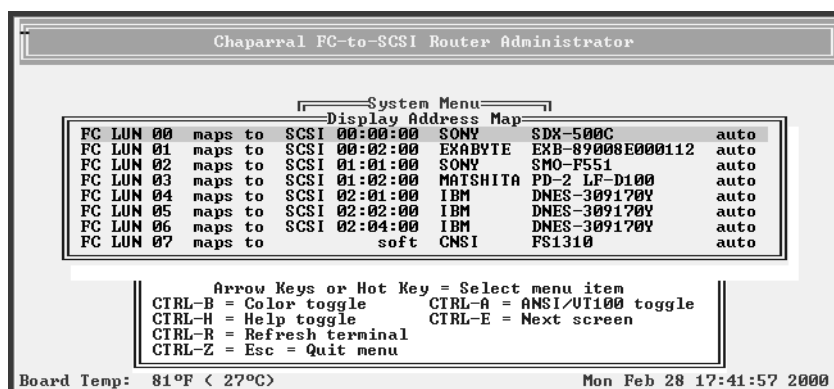 Chaparral FC-to-SCSI Router Administrator
System Menu
Display Address Map
FC LUN 00 maps to SCSI 00:00:00 SONY SDX-500C auto
FC LUN 01 maps to SCSI 00:02:00 EXABYTE EXB-89008E000112 auto
FC LUN 02 maps to SCSI 01:01:00 SONY SMO-F551 auto
FC LUN 03 maps to SCSI 01:02:00 MATSHITA PD-2 LF-D100 auto
FC LUN 04 maps to SCSI 02:01:00 IBM DNES-309170Y auto
FC LUN 05 maps to SCSI 02:02:00 IBM DNES-309170Y auto
FC LUN 06 maps to SCSI 02:04:00 IBM DNES-309170Y auto
FC LUN 07 maps to soft CNSI FS1310 auto
Arrow Keys or Hot Key = Select menu item
CTRL-B = Color toggle CTRL-A = ANSI/VT100 toggle
CTRL-H = Help toggle CTRL-E = Next screen
CTRL-R = Refresh terminal
CTRL-Z = Esc = Quit menu
Board Temp: 81°F ( 27°C) Mon Feb 28 17:41:57 2000